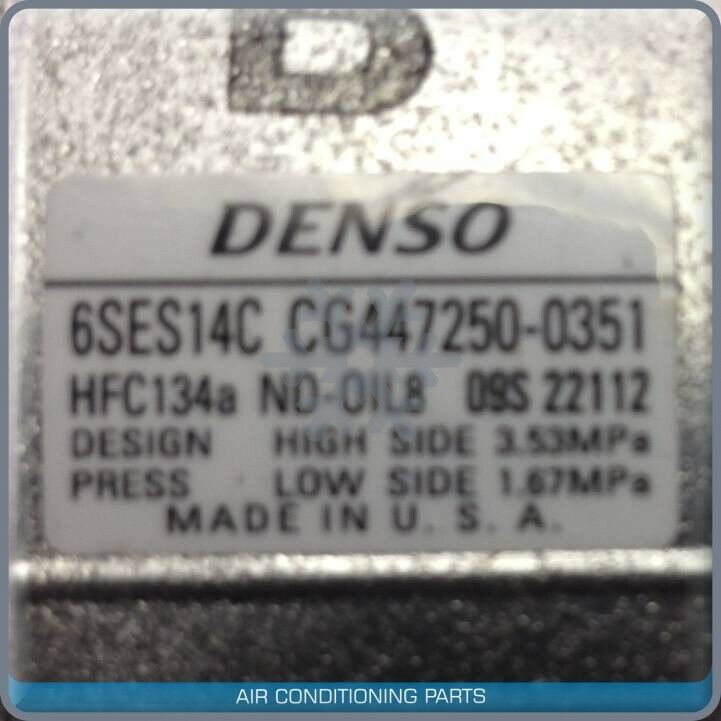 D
DENSO
6SES14C CG447250-0351
HFC134a ND-OIL8 09S 22112
DESIGN HIGH SIDE 3.53MPa
PRESS LOW SIDE 1.67MPa
MADE IN U. S. A.
AIR CONDITIONING PARTS